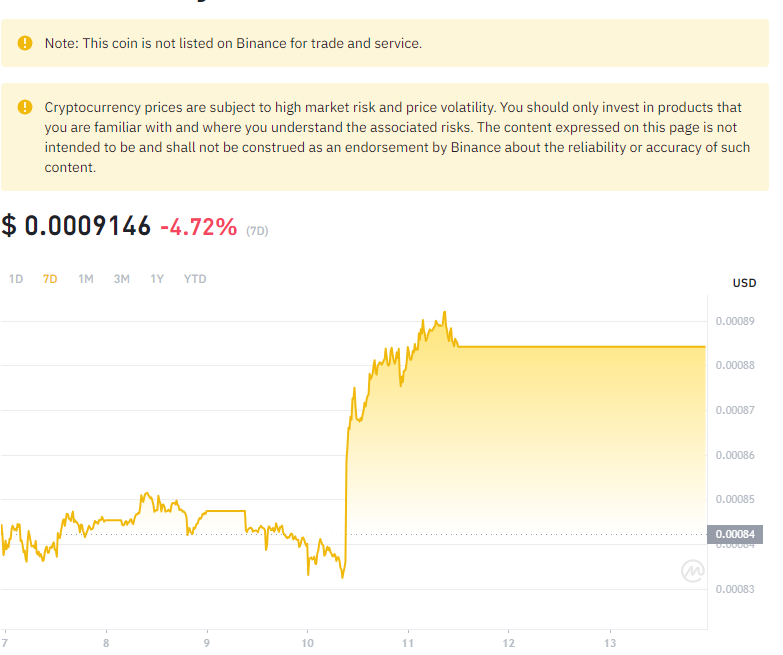 Note: This coin is not listed on Binance for trade and service.
Cryptocurrency prices are subject to high market risk and price volatility. You should only invest in products that
you are familiar with and where you understand the associated risks. The content expressed on this page is not
intended to be and shall not be construed as an endorsement by Binance about the reliability or accuracy of such
content.
$ 0.0009146 -4.72% (7D)
1D 7D 1M 3M 1Y YTD
USD
0.00089
0.00088
0.00087
0.00086
0.00085
0.00084
0.00084
0.00083
7 8 9 10 11 12 13